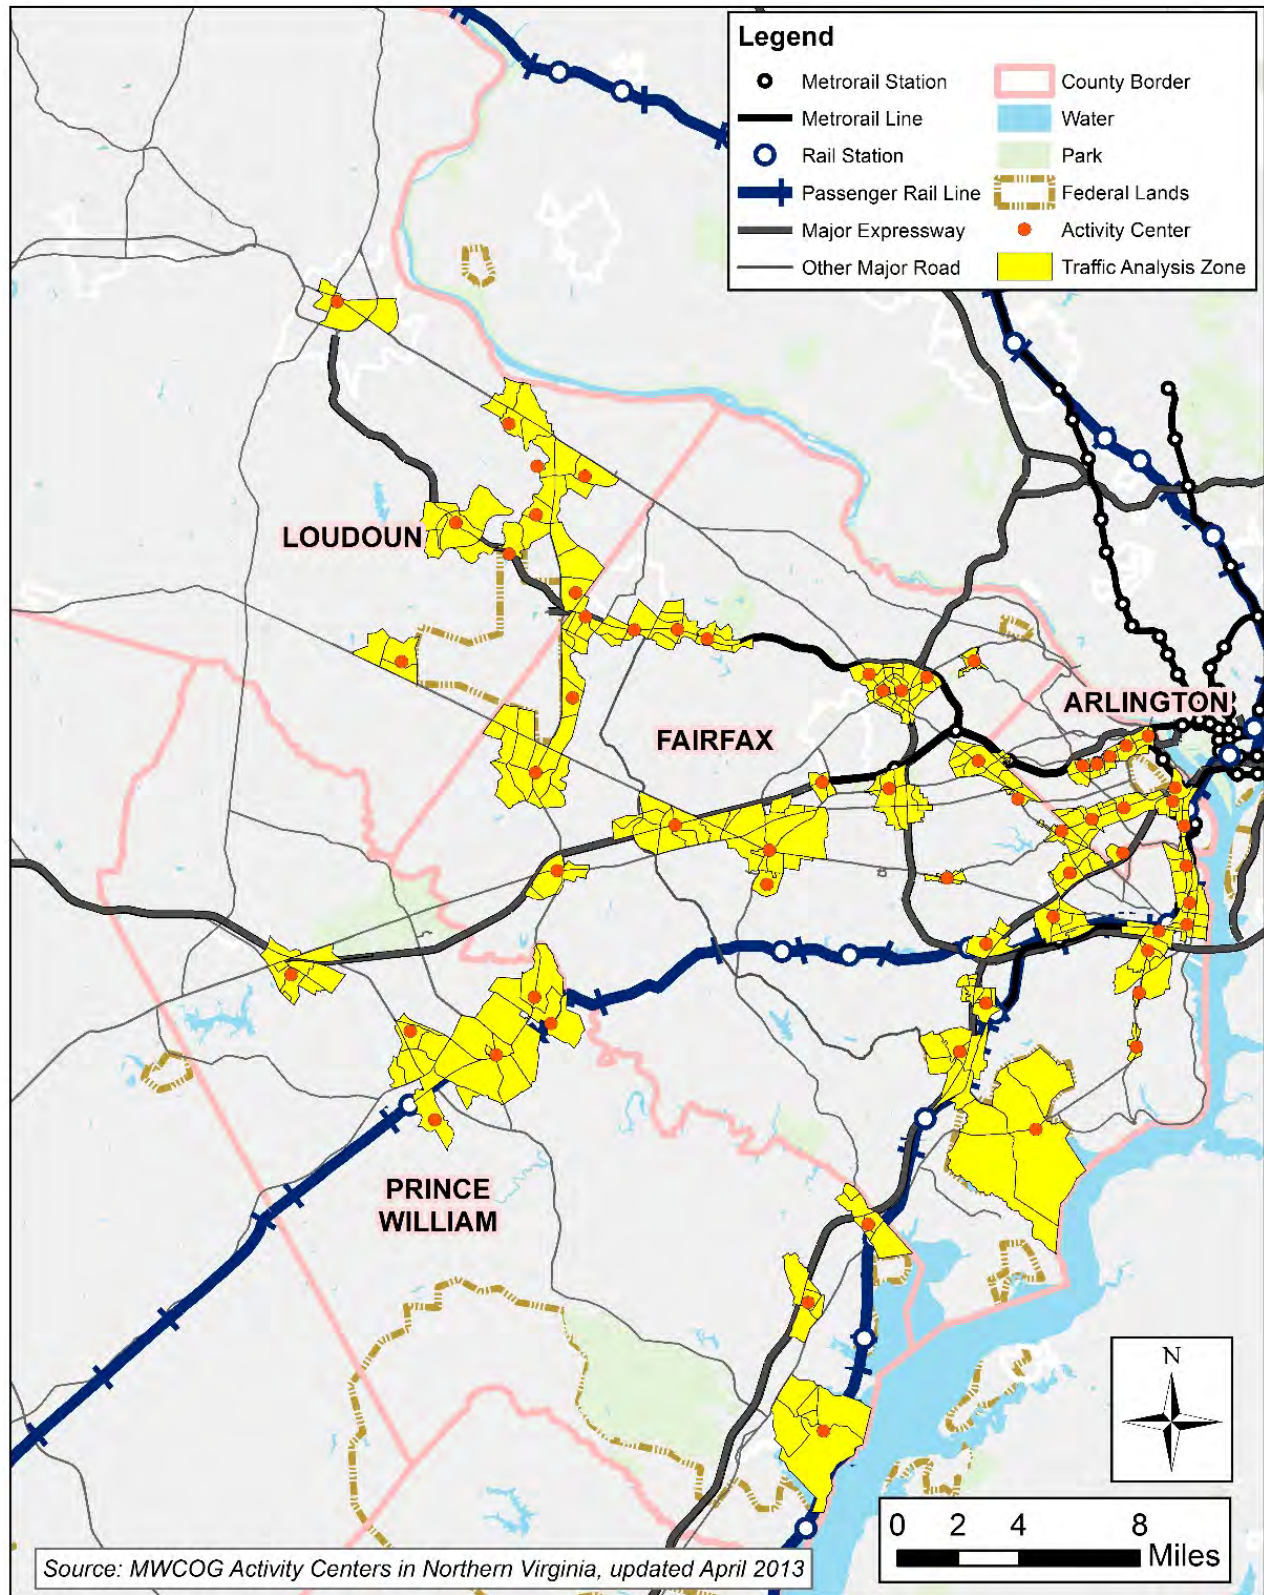 Legend
Metrorail Station
Metrorail Line
Rail Station
Passenger Rail Line
Major Expressway
Other Major Road
County Border
Water
Park
Federal Lands
Activity Center
Traffic Analysis Zone
LOUDOUN
ARLINGTON
FAIRFAX
PRINCE
WILLIAM
N
0 2 4 8
Miles
Source: MWCOG Activity Centers in Northern Virginia, updated April 2013